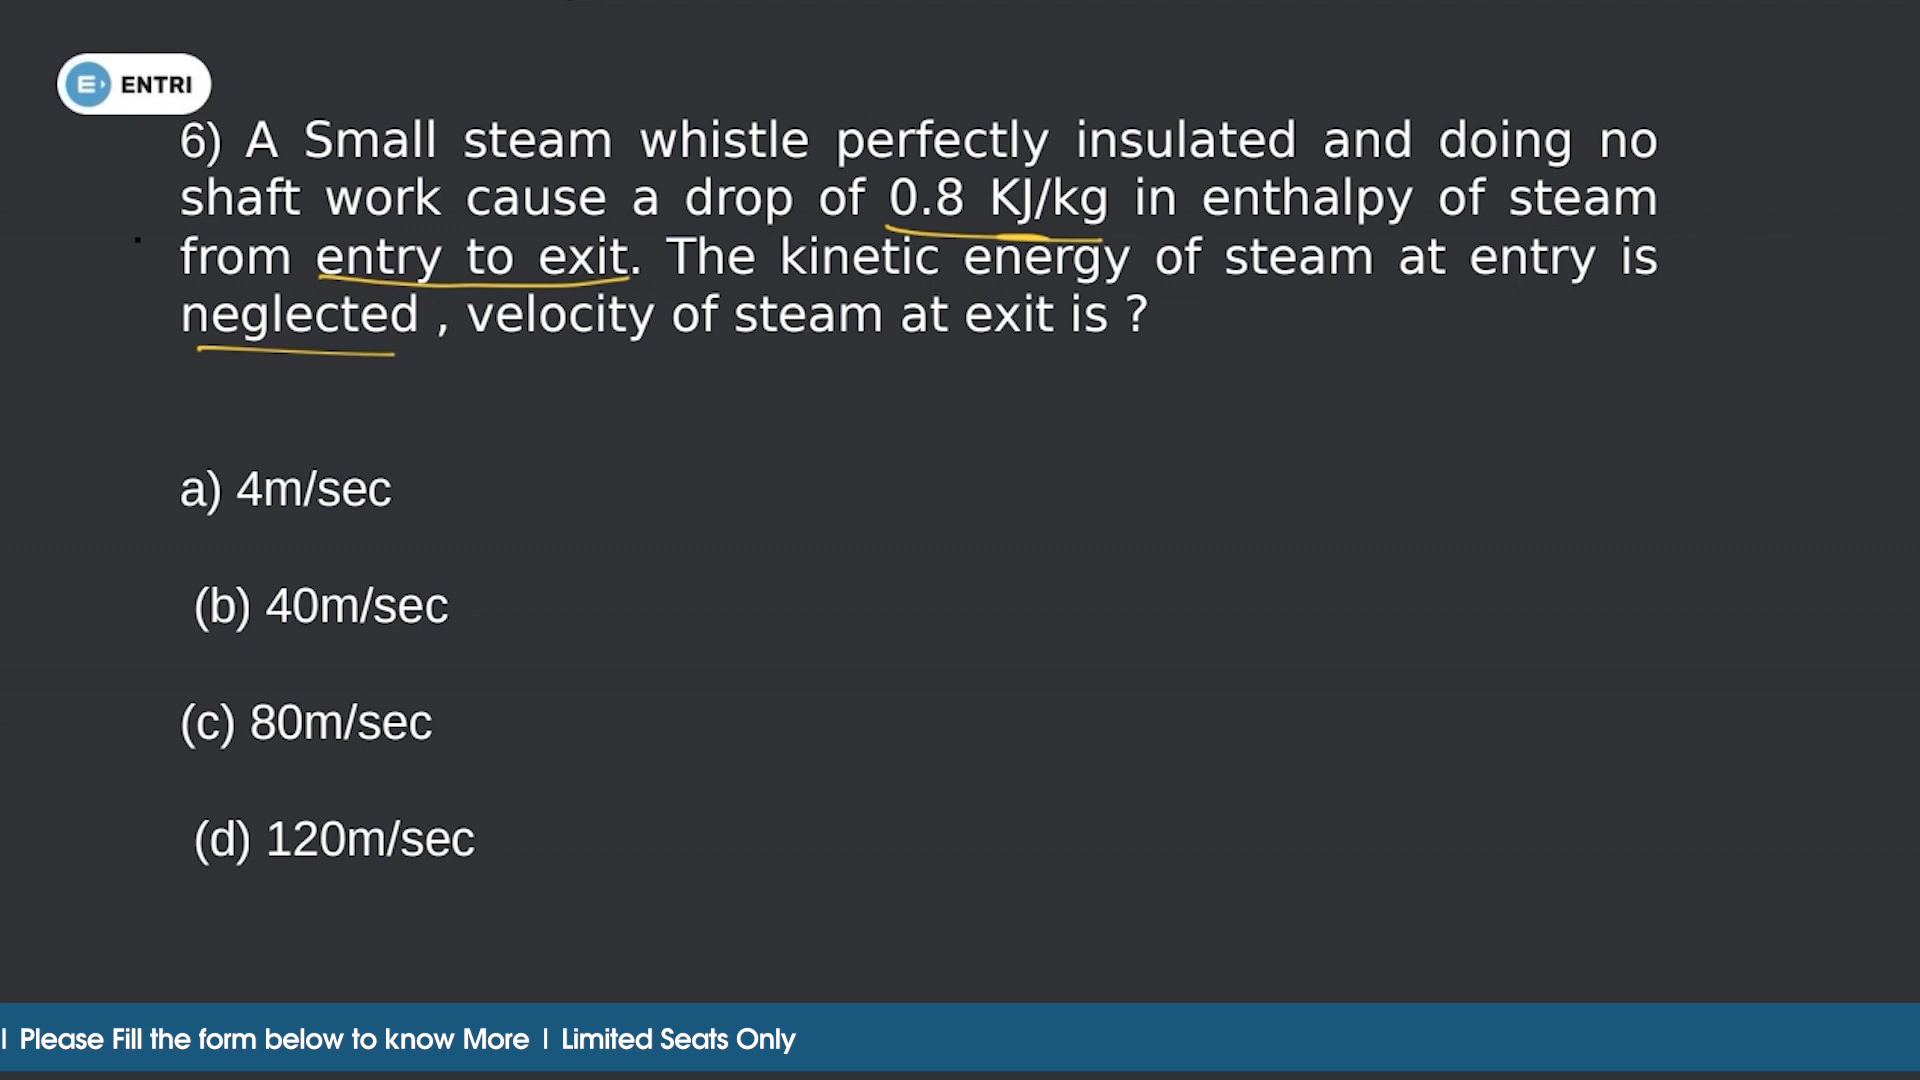 ENTRI
6) A Small steam whistle perfectly insulated and doing no
shaft work cause a drop of 0.8 KJ/kg in enthalpy of steam
from entry to exit. The kinetic energy of steam at entry is
neglected , velocity of steam at exit is ?
a) 4m/sec
(b) 40m/sec
(c) 80m/sec
(d) 120m/sec
| Please Fill the form below to know More | Limited Seats Only